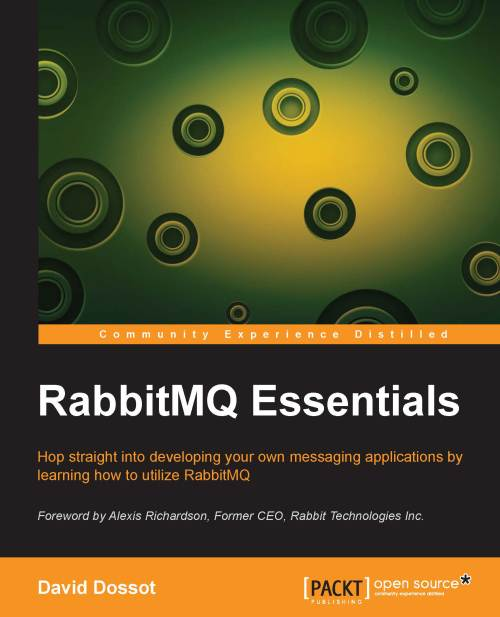 Community Experience Distilled
RabbitMQ Essentials
Hop straight into developing your own messaging applications by
learning how to utilize RabbitMQ
Foreword by Alexis Richardson, Former CEO, Rabbit Technologies Inc.
David Dossot
[PACKT] open source*
PUBLISHING community experience distilled